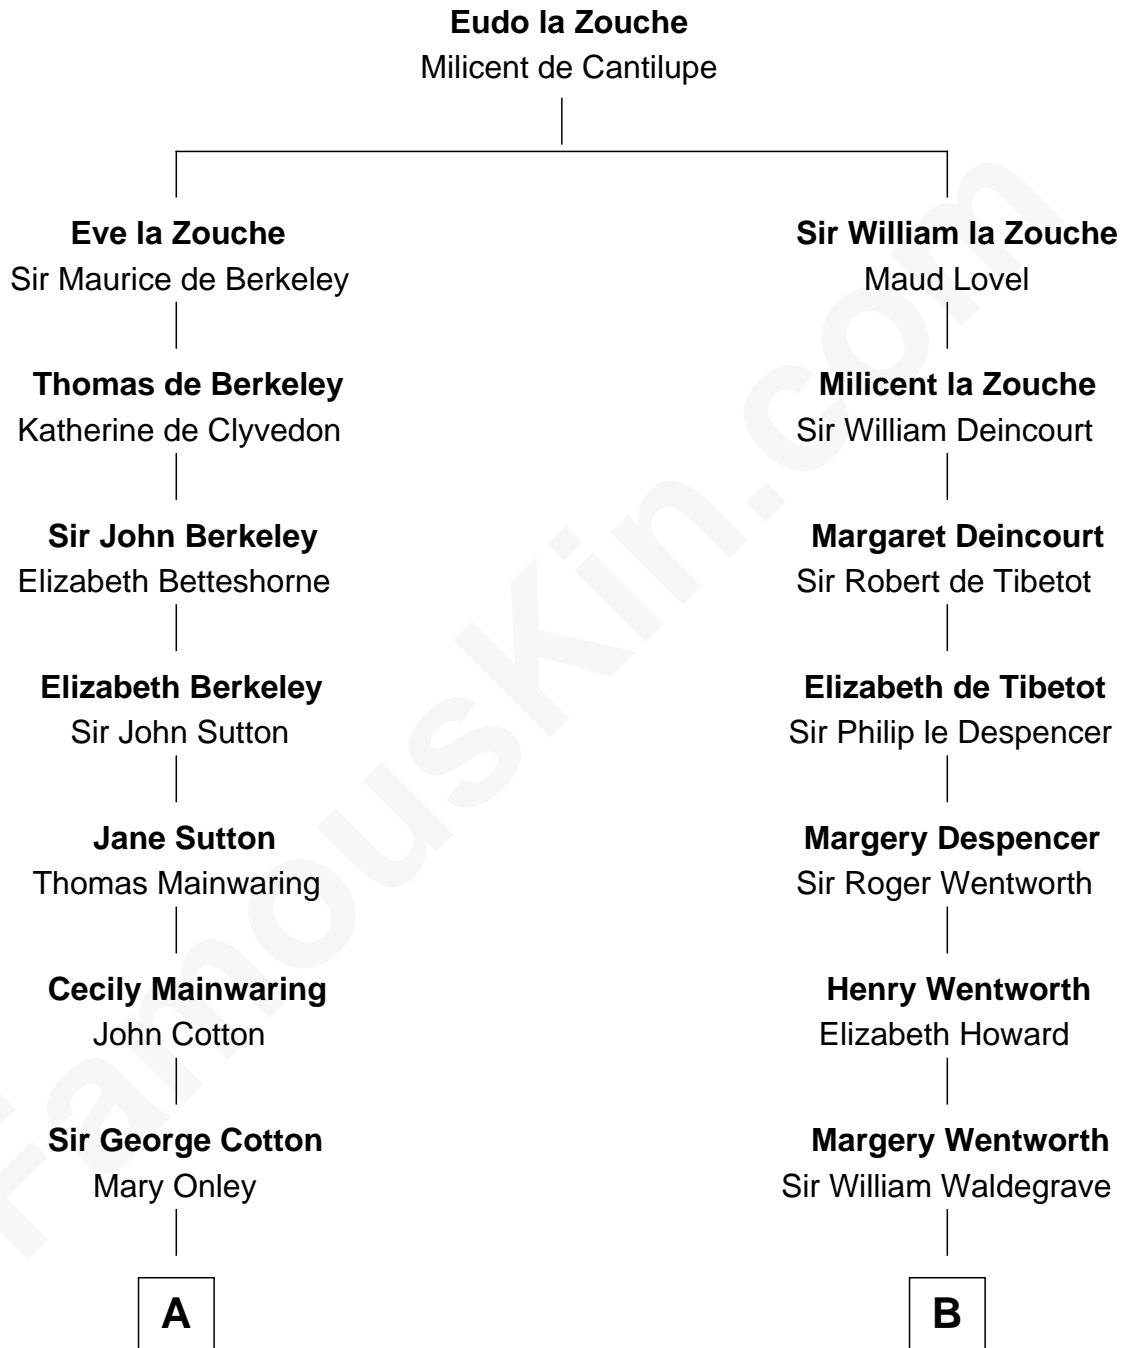 Eudo la Zouche
Milicent de Cantilupe
Eve la Zouche
Sir Maurice de Berkeley
Sir William la Zouche
Maud Lovel
Thomas de Berkeley
Katherine de Clyvedon
Milicent la Zouche
Sir William Deincourt
Sir John Berkeley
Elizabeth Betteshorne
Margaret Deincourt
Sir Robert de Tibetot
Elizabeth Berkeley
Sir John Sutton
Elizabeth de Tibetot
Sir Philip le Despencer
Jane Sutton
Thomas Mainwaring
Margery Despencer
Sir Roger Wentworth
Cecily Mainwaring
John Cotton
Henry Wentworth
Elizabeth Howard
Sir George Cotton
Mary Onley
Margery Wentworth
Sir William Waldegrave
A
B
FamousKin.com